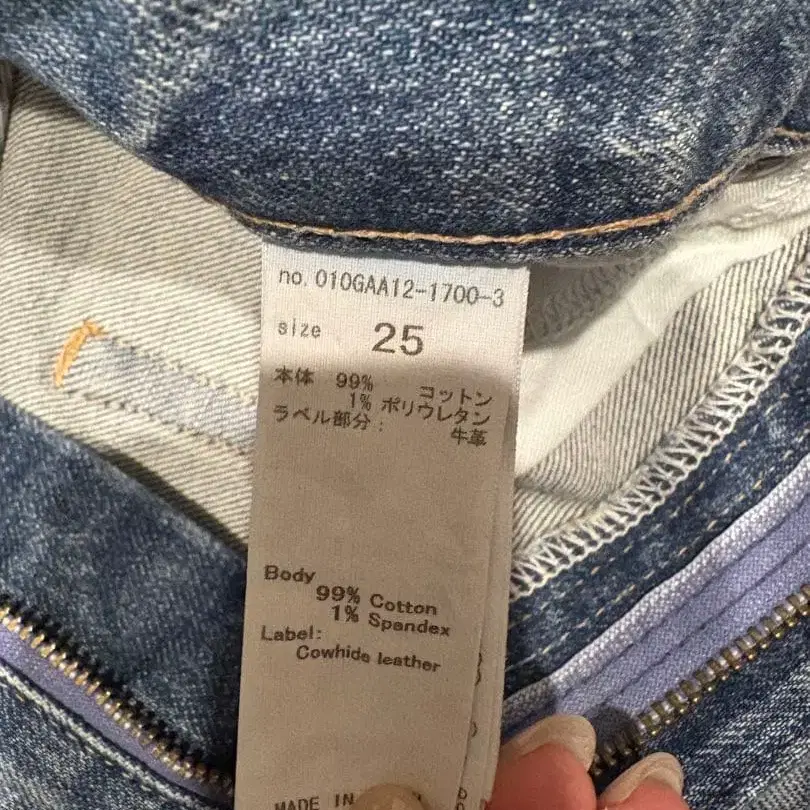 no. 010GAA12-1700-3
size 25
本体 99% コットン
1% ポリウレタン
ラベル部分: 牛革
Body
99% Cotton
1% Spandex
Label:
Cowhide leather
MADE IN